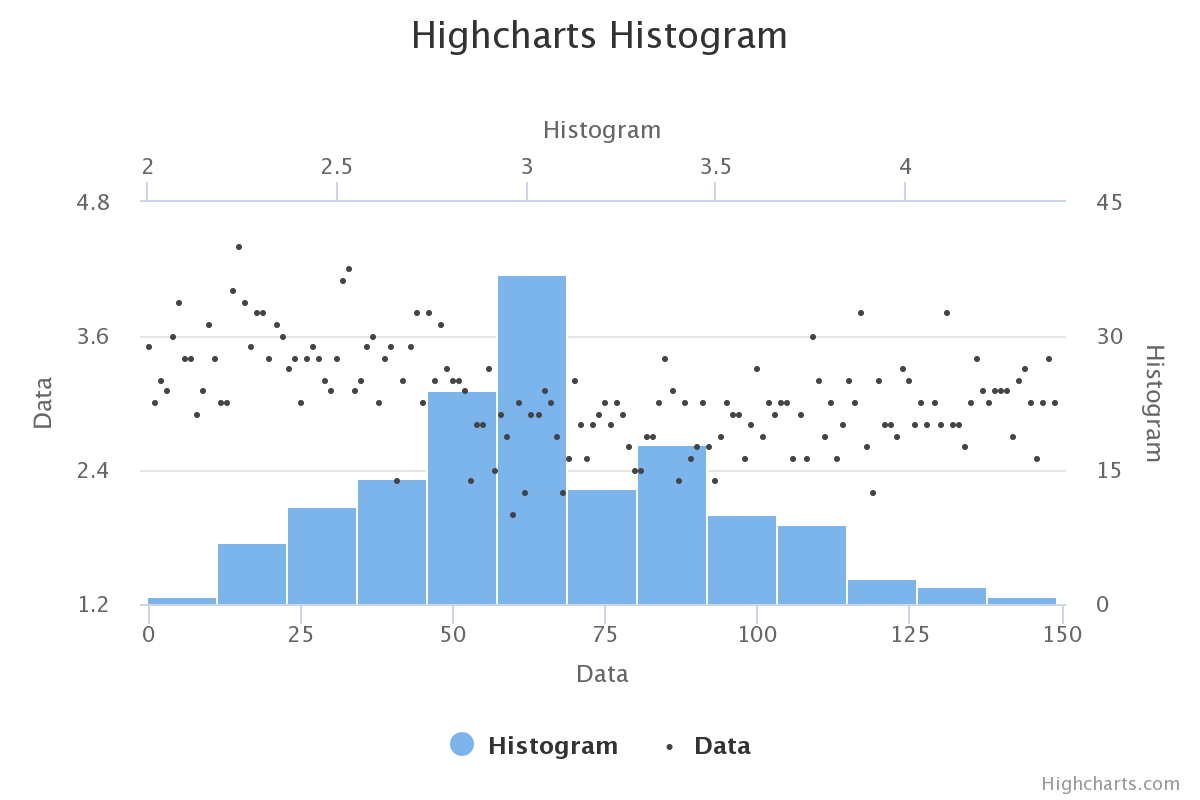 Highcharts Histogram
Histogram
2 2.5 3 3.5 4
4.8 45
3.6 30
Data
Histogram
2.4 15
1.2 0
0 25 50 75 100 125 150
Data
Histogram Data
Highcharts.com